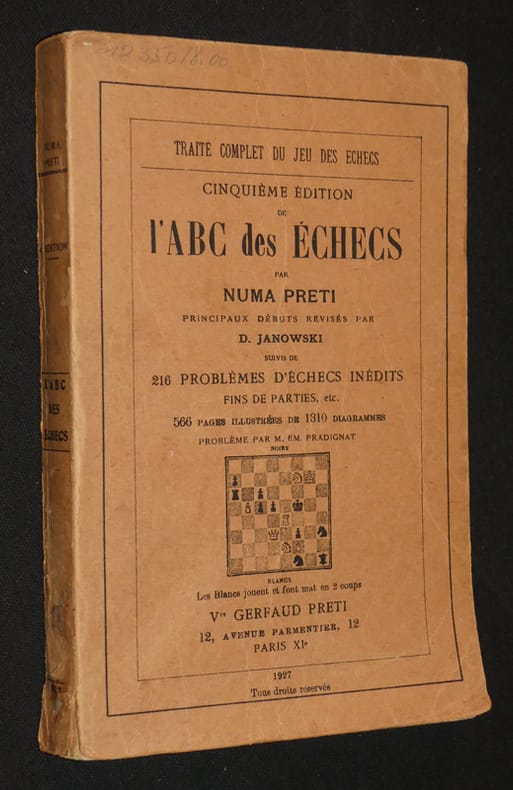 TRAITÉ COMPLET DU JEU DES ECHECS
CINQUIÈME ÉDITION
DE
l'ABC des ÉCHECS
PAR
NUMA PRETI
PRINCIPAUX DÉBUTS REVISÉS PAR
D. JANOWSKI
SUIVIS DE
216 PROBLÈMES D'ÉCHECS INÉDITS
FINS DE PARTIES, etc.
566 PAGES ILLUSTRÉES DE 1310 DIAGRAMMES
PROBLÈME PAR M. EM. PRADIGNAT
NOIRS
BLANCS
Les Blancs jouent et font mat en 2 coups
Vve GERFAUD PRETI
12, AVENUE PARMENTIER, 12
PARIS XIe
1927
Tous droits réservés
NUMA
PRETI
L'ABC
DES
ÉCHECS